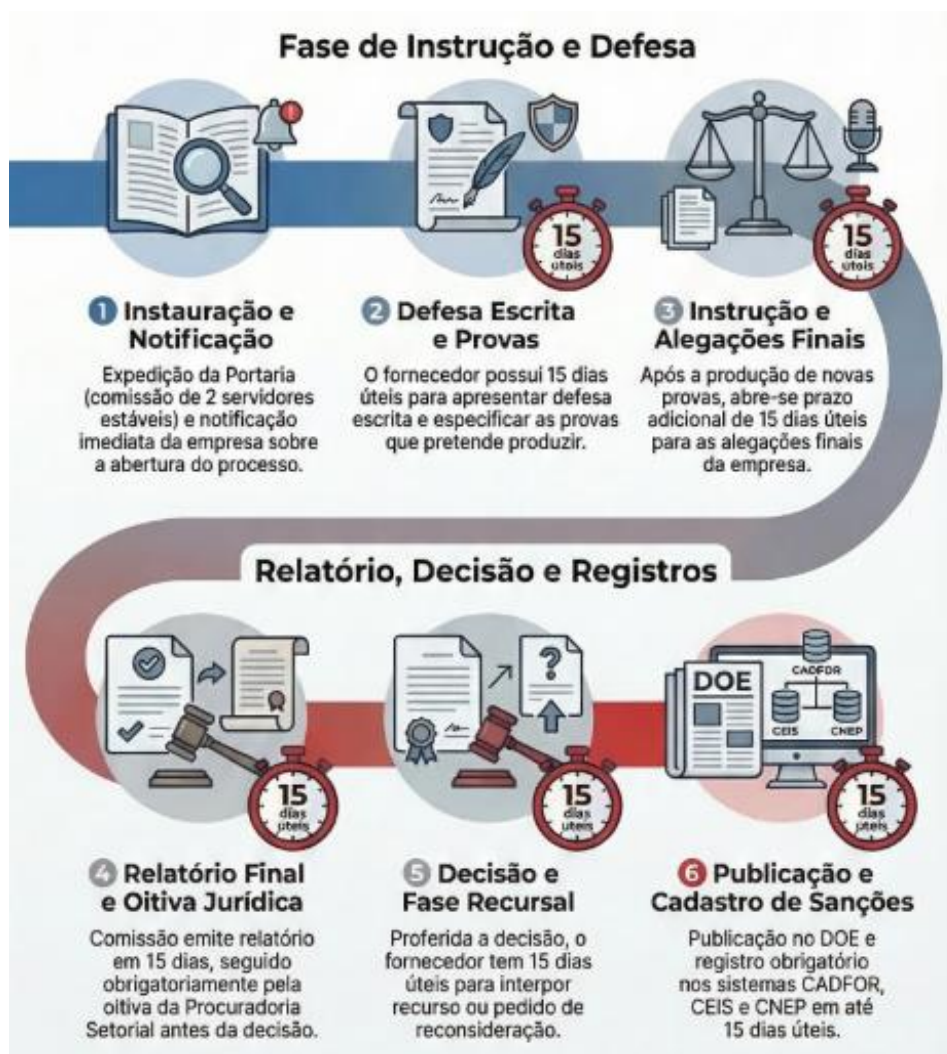 Fase de Instrução e Defesa
15
dias
úteis
15
dias
úteis
1 Instauração e
Notificação
Expedição da Portaria
(comissão de 2 servidores
estáveis) e notificação
imediata da empresa sobre
a abertura do processo.
2 Defesa Escrita
e Provas
O fornecedor possui 15 dias
úteis para apresentar defesa
escrita e especificar as provas
que pretende produzir.
3 Instrução e
Alegações Finais
Após a produção de novas
provas, abre-se prazo
adicional de 15 dias úteis
para as alegações finais
da empresa.
Relatório, Decisão e Registros
15
dias
úteis
?
15
dias
úteis
DOE
CADFOR
CEIS
CNEP
15
dias
úteis
4 Relatório Final
e Oitiva Jurídica
Comissão emite relatório
em 15 dias, seguido
obrigatoriamente pela
oitiva da Procuradoria
Setorial antes da decisão.
5 Decisão e
Fase Recursal
Proferida a decisão, o
fornecedor tem 15 dias
úteis para interpor
recurso ou pedido de
reconsideração.
6 Publicação e
Cadastro de Sanções
Publicação no DOE e
registro obrigatório
nos sistemas CADFOR,
CEIS e CNEP em até
15 dias úteis.